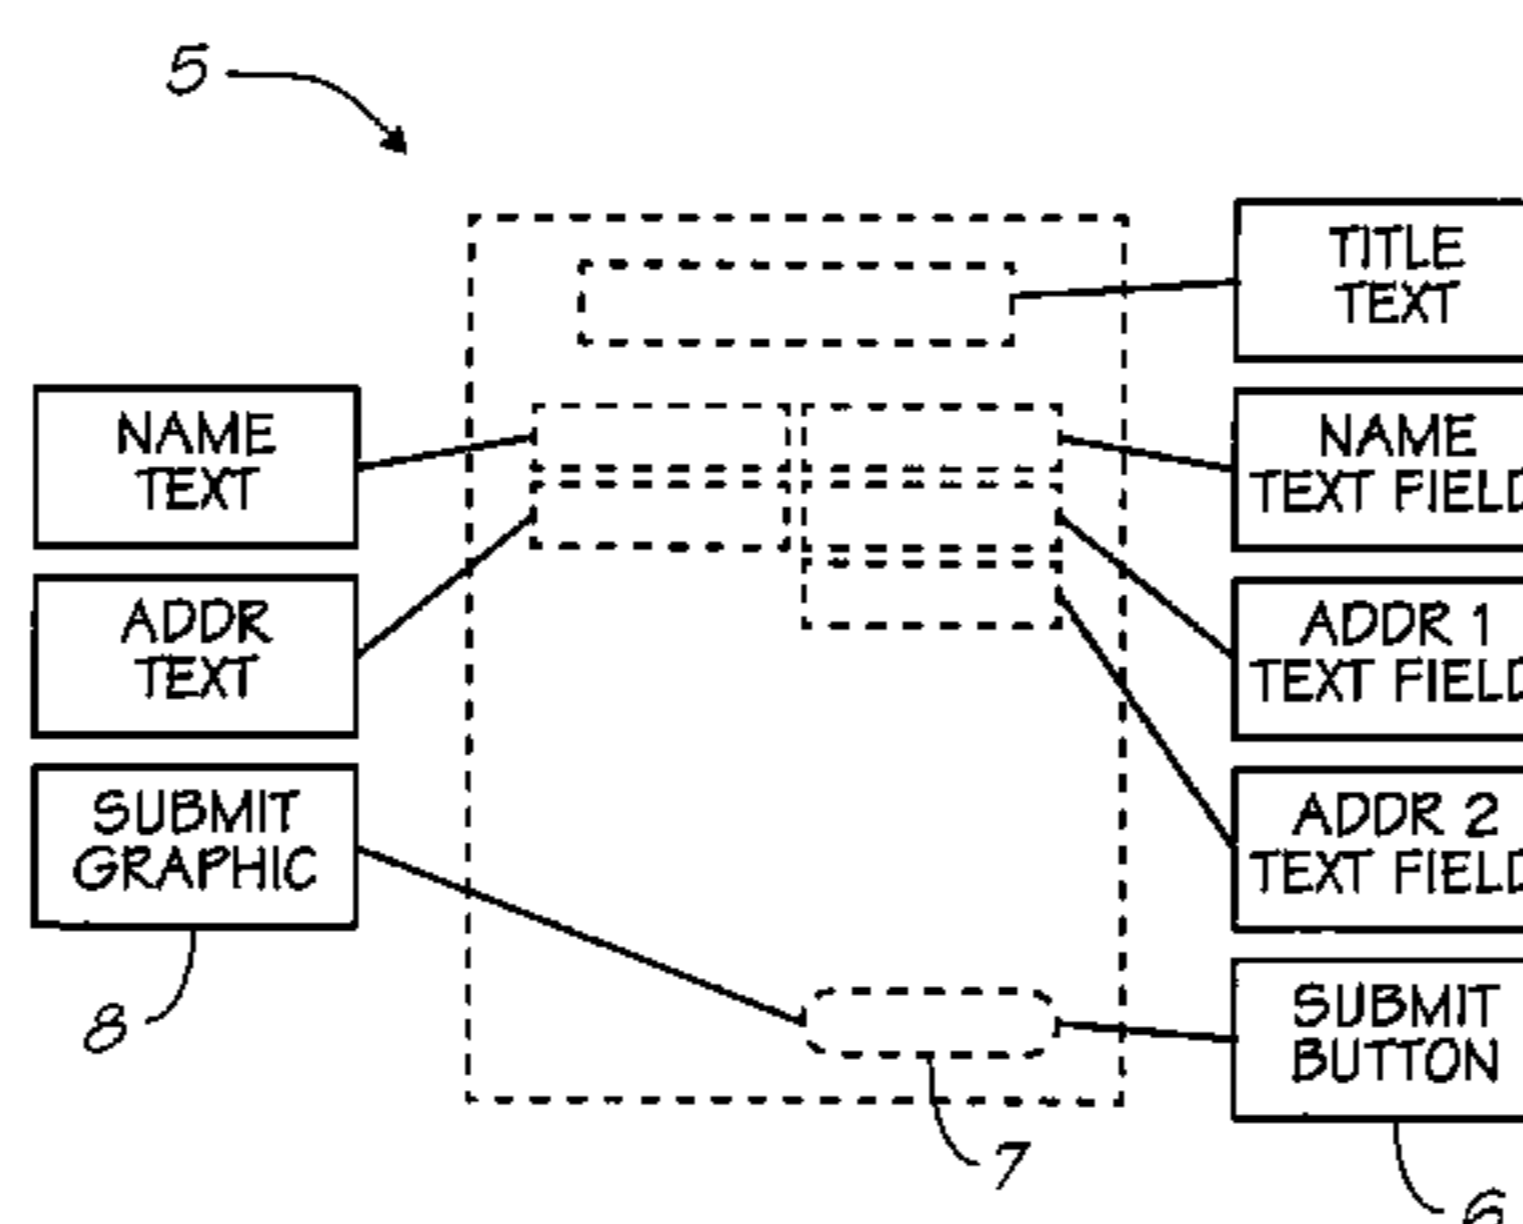 5
TITLE
TEXT
NAME
TEXT
NAME
TEXT FIELD
ADDR
TEXT
ADDR 1
TEXT FIELD
SUBMIT
GRAPHIC
ADDR 2
TEXT FIELD
8
SUBMIT
BUTTON
7
6